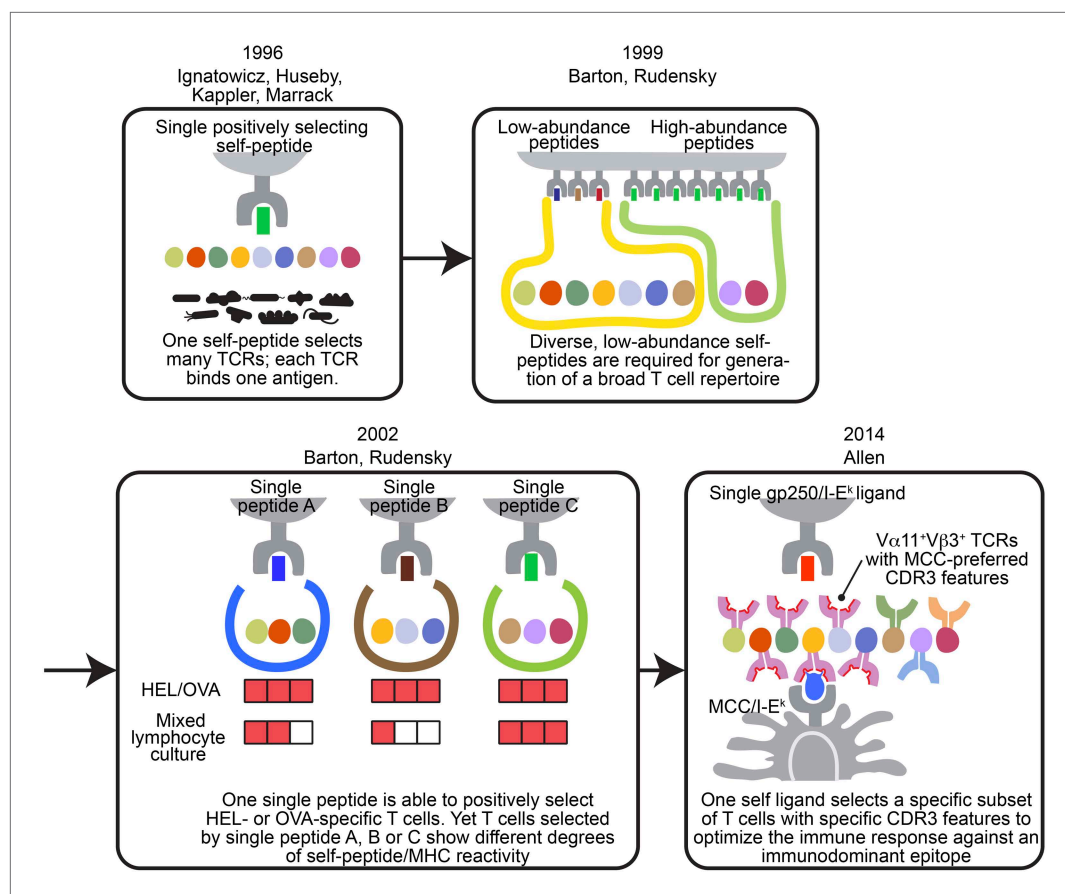 1996
Ignatowicz, Huseby,
Kappler, Marrack
Single positively selecting
self-peptide
One self-peptide selects
many TCRs; each TCR
binds one antigen.
1999
Barton, Rudensky
Low-abundance
peptides
High-abundance
peptides
Diverse, low-abundance self-
peptides are required for genera-
tion of a broad T cell repertoire
2002
Barton, Rudensky
Single
peptide A
Single
peptide B
Single
peptide C
HEL/OVA
Mixed
lymphocyte
culture
One single peptide is able to positively select
HEL- or OVA-specific T cells. Yet T cells selected
by single peptide A, B or C show different degrees
of self-peptide/MHC reactivity
2014
Allen
Single gp250/I-Eᵏ ligand
Vα11⁺Vβ3⁺ TCRs
with MCC-preferred
CDR3 features
MCC/I-Eᵏ
One self ligand selects a specific subset
of T cells with specific CDR3 features to
optimize the immune response against an
immunodominant epitope